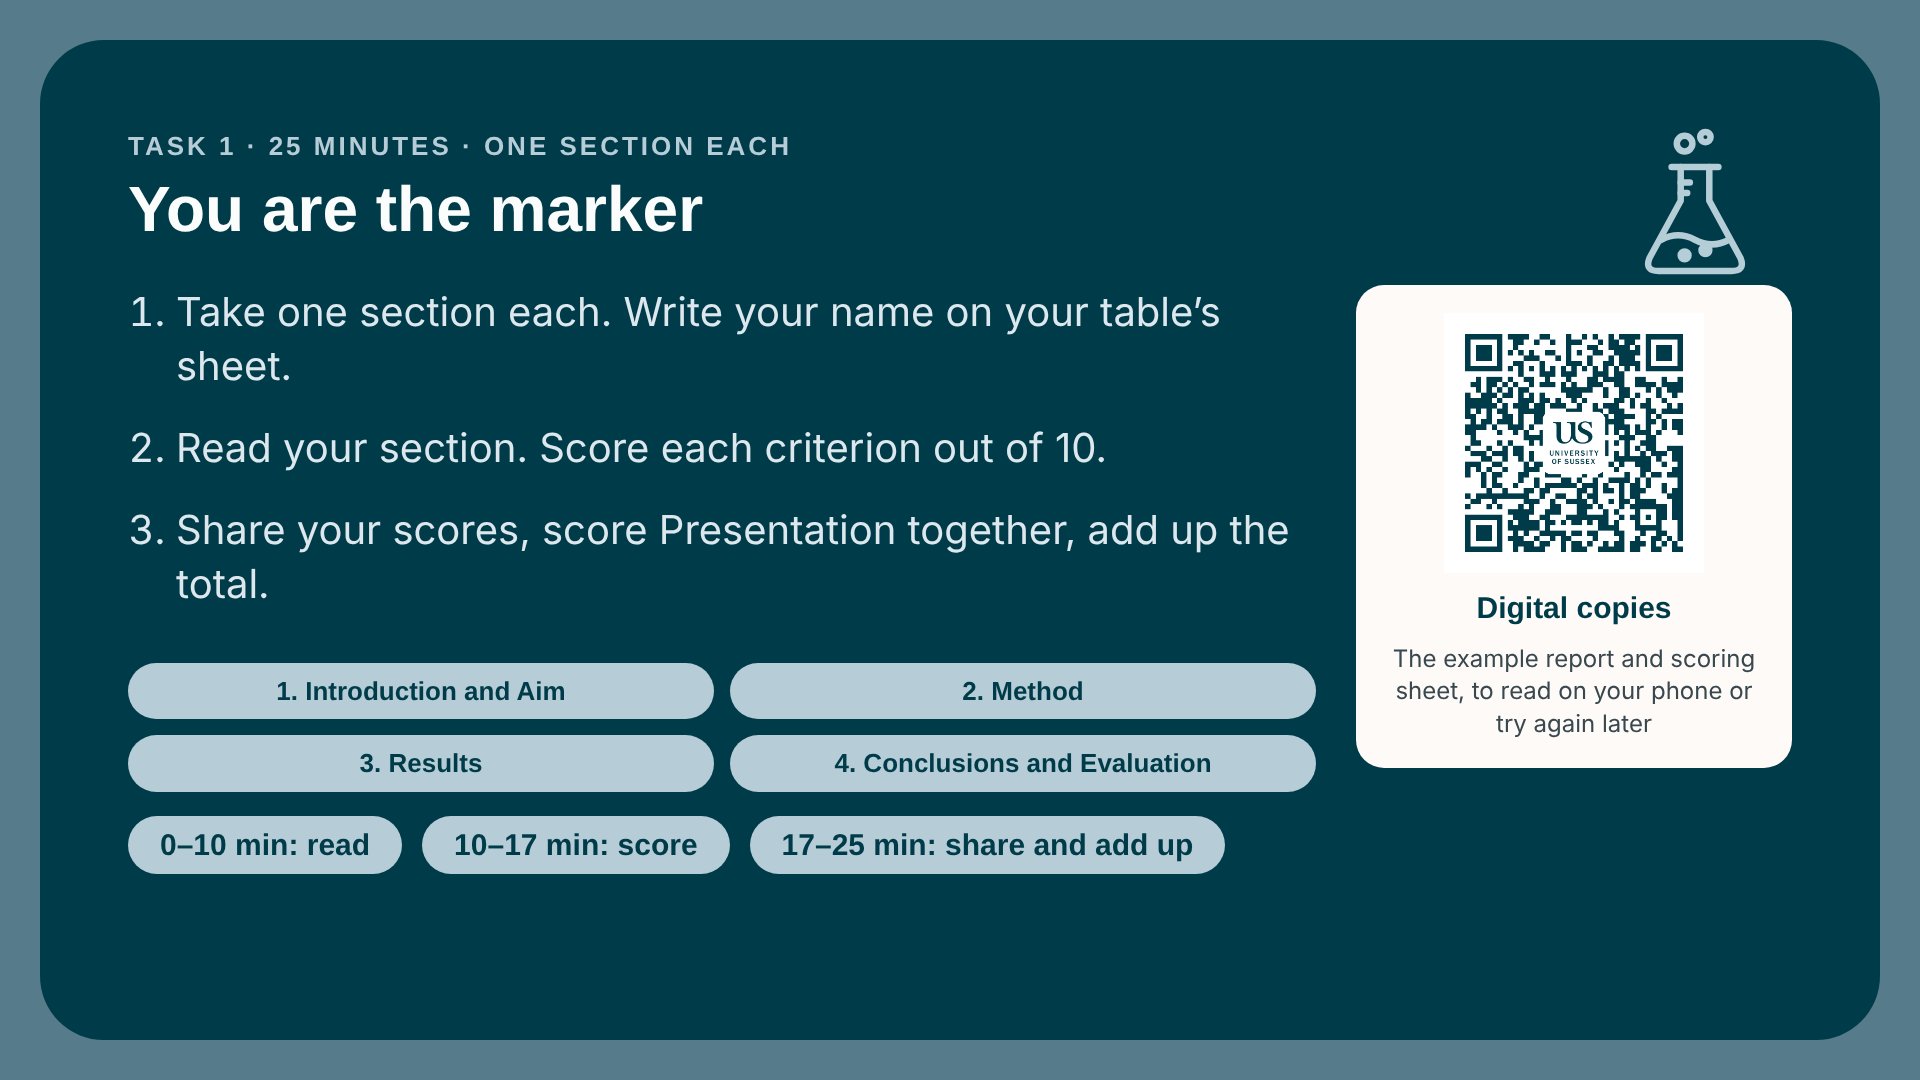 TASK 1 · 25 MINUTES · ONE SECTION EACH
You are the marker
1. Take one section each. Write your name on your table’s
sheet.
2. Read your section. Score each criterion out of 10.
3. Share your scores, score Presentation together, add up the
total.
1. Introduction and Aim
2. Method
3. Results
4. Conclusions and Evaluation
0–10 min: read
10–17 min: score
17–25 min: share and add up
US
UNIVERSITY
OF SUSSEX
Digital copies
The example report and scoring
sheet, to read on your phone or
try again later